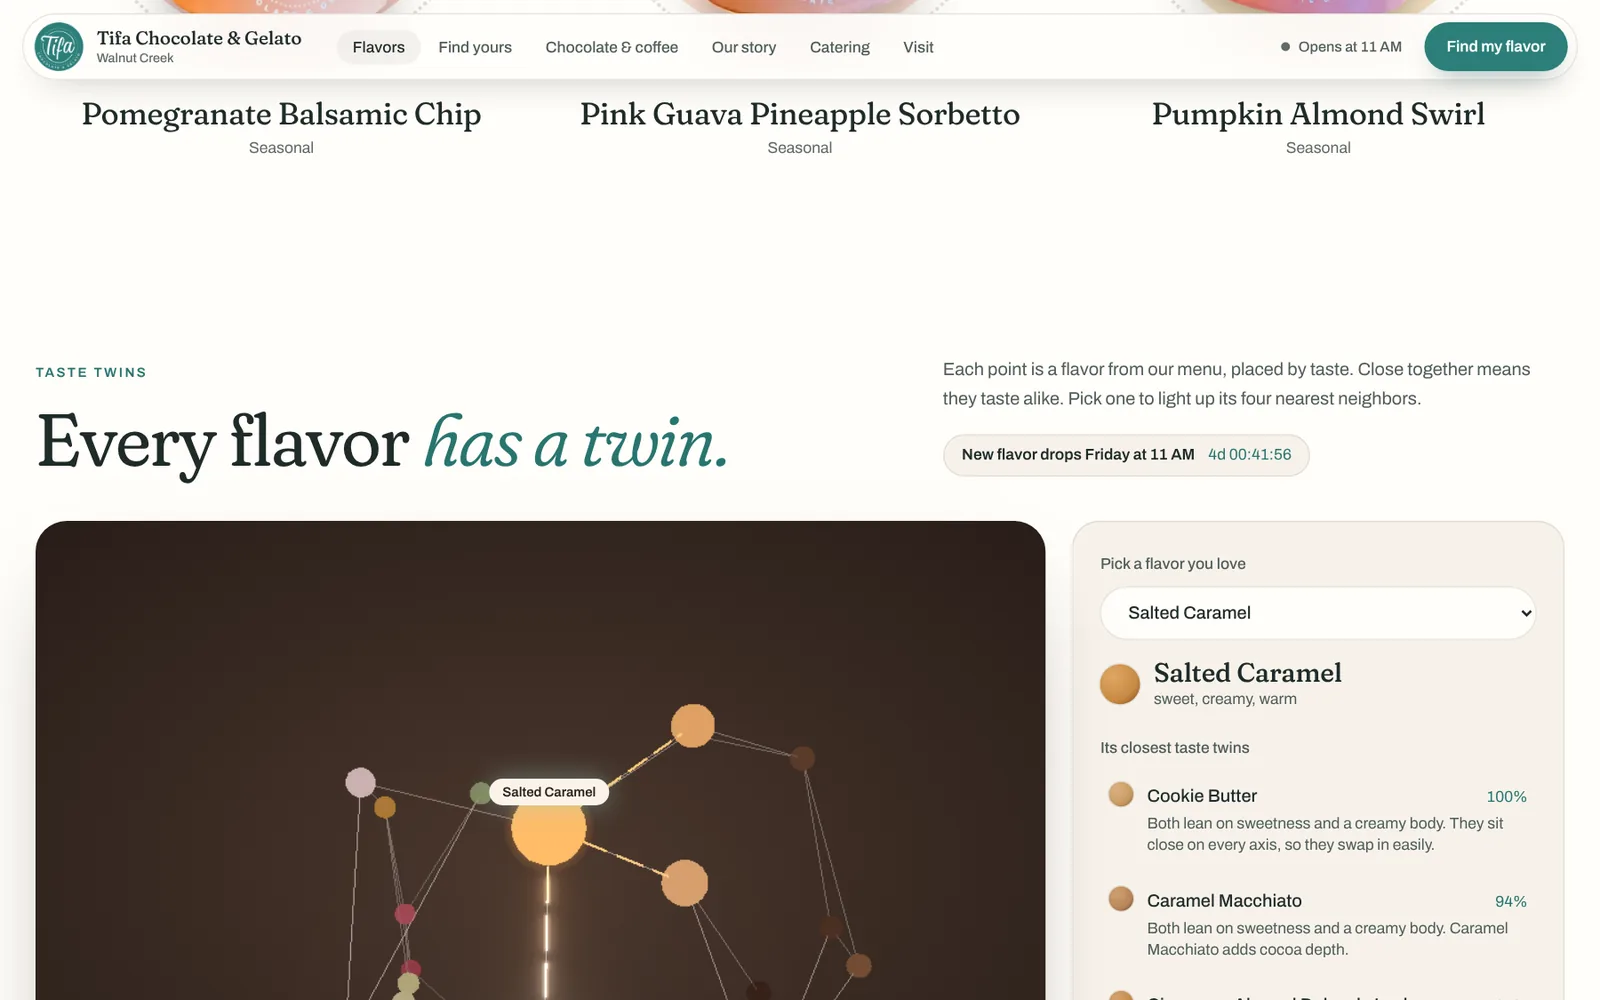 Tifa
Tifa Chocolate & Gelato
Walnut Creek
Flavors
Find yours
Chocolate & coffee
Our story
Catering
Visit
Opens at 11 AM
Find my flavor
Pomegranate Balsamic Chip
Seasonal
Pink Guava Pineapple Sorbetto
Seasonal
Pumpkin Almond Swirl
Seasonal
TASTE TWINS
Every flavor has a twin.
Each point is a flavor from our menu, placed by taste. Close together means
they taste alike. Pick one to light up its four nearest neighbors.
New flavor drops Friday at 11 AM 4d 00:41:56
Salted Caramel
Pick a flavor you love
Salted Caramel
Salted Caramel
sweet, creamy, warm
Its closest taste twins
Cookie Butter 100%
Both lean on sweetness and a creamy body. They sit
close on every axis, so they swap in easily.
Caramel Macchiato 94%
Both lean on sweetness and a creamy body. Caramel
Macchiato adds cocoa depth.